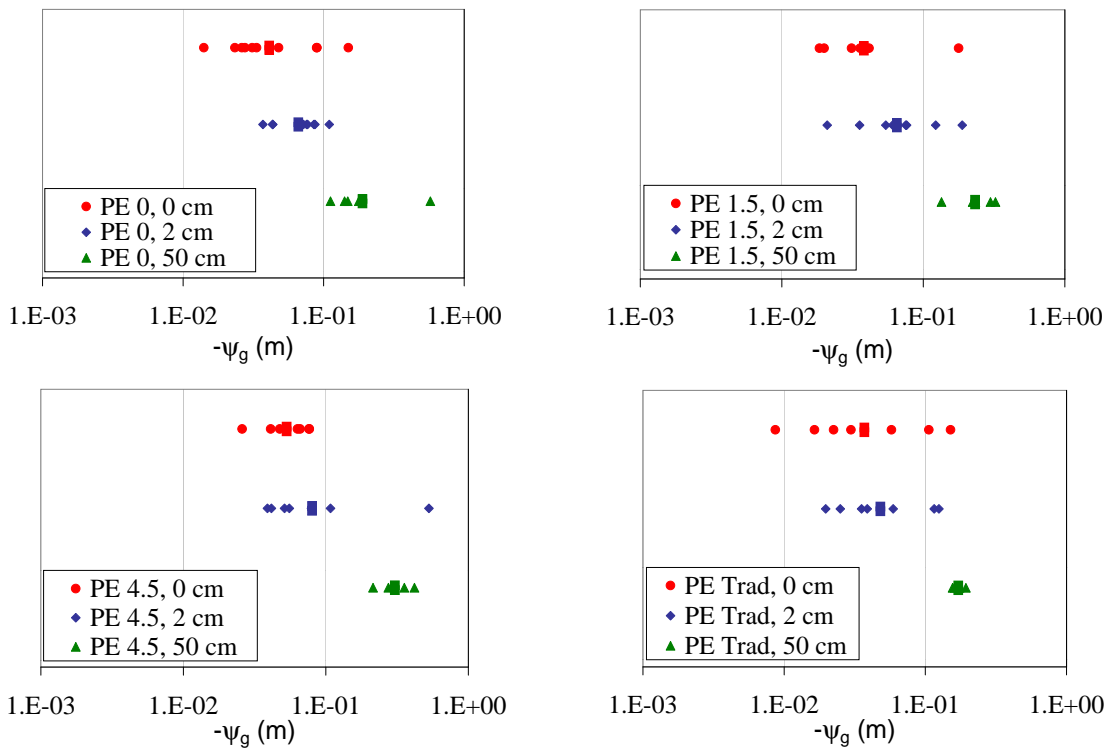 PE 0, 0 cm
PE 0, 2 cm
PE 0, 50 cm
1.E-03 1.E-02 1.E-01 1.E+00
-ψg (m)
PE 1.5, 0 cm
PE 1.5, 2 cm
PE 1.5, 50 cm
1.E-03 1.E-02 1.E-01 1.E+00
-ψg (m)
PE 4.5, 0 cm
PE 4.5, 2 cm
PE 4.5, 50 cm
1.E-03 1.E-02 1.E-01 1.E+00
-ψg (m)
PE Trad, 0 cm
PE Trad, 2 cm
PE Trad, 50 cm
1.E-03 1.E-02 1.E-01 1.E+00
-ψg (m)